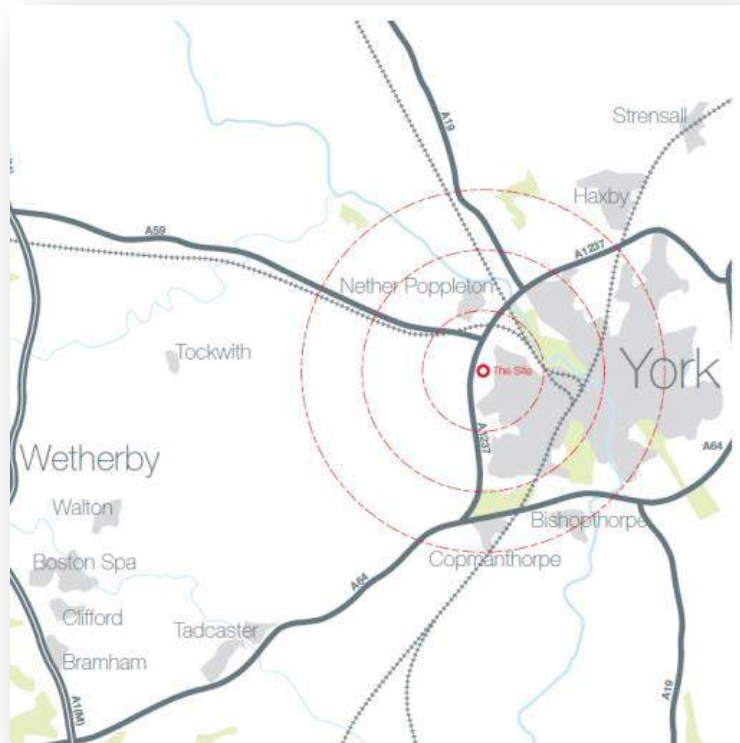 Strensall
A19
Haxby
A59
A1237
Nether Poppleton
Tockwith
The Site
York
A1237
A64
Wetherby
Walton
Bishopthorpe
Boston Spa
Copmanthorpe
A64
Clifford
Tadcaster
Bramham
A1(M)
A19